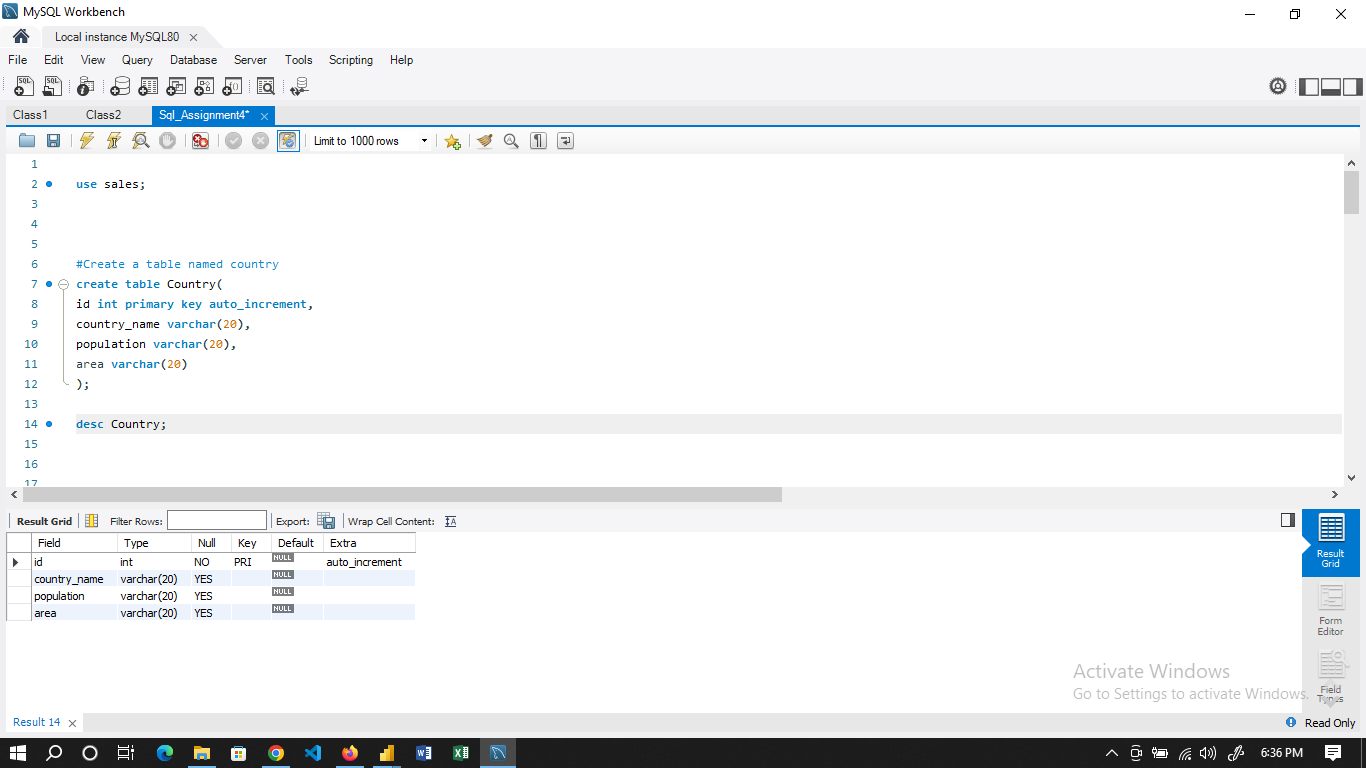 MySQL Workbench
Local instance MySQL80
File Edit View Query Database Server Tools Scripting Help
Class1 Class2 Sql_Assignment4*
Limit to 1000 rows
1
2 use sales;
3
4
5
6 #Create a table named country
7 create table Country(
8 id int primary key auto_increment,
9 country_name varchar(20),
10 population varchar(20),
11 area varchar(20)
12 );
13
14 desc Country;
15
16
17
Result Grid Filter Rows: Export: Wrap Cell Content:
Field Type Null Key Default Extra
id int NO PRI NULL auto_increment
country_name varchar(20) YES NULL
population varchar(20) YES NULL
area varchar(20) YES NULL
Result
Grid
Form
Editor
Field
Types
Activate Windows
Go to Settings to activate Windows.
Result 14
Read Only
6:36 PM